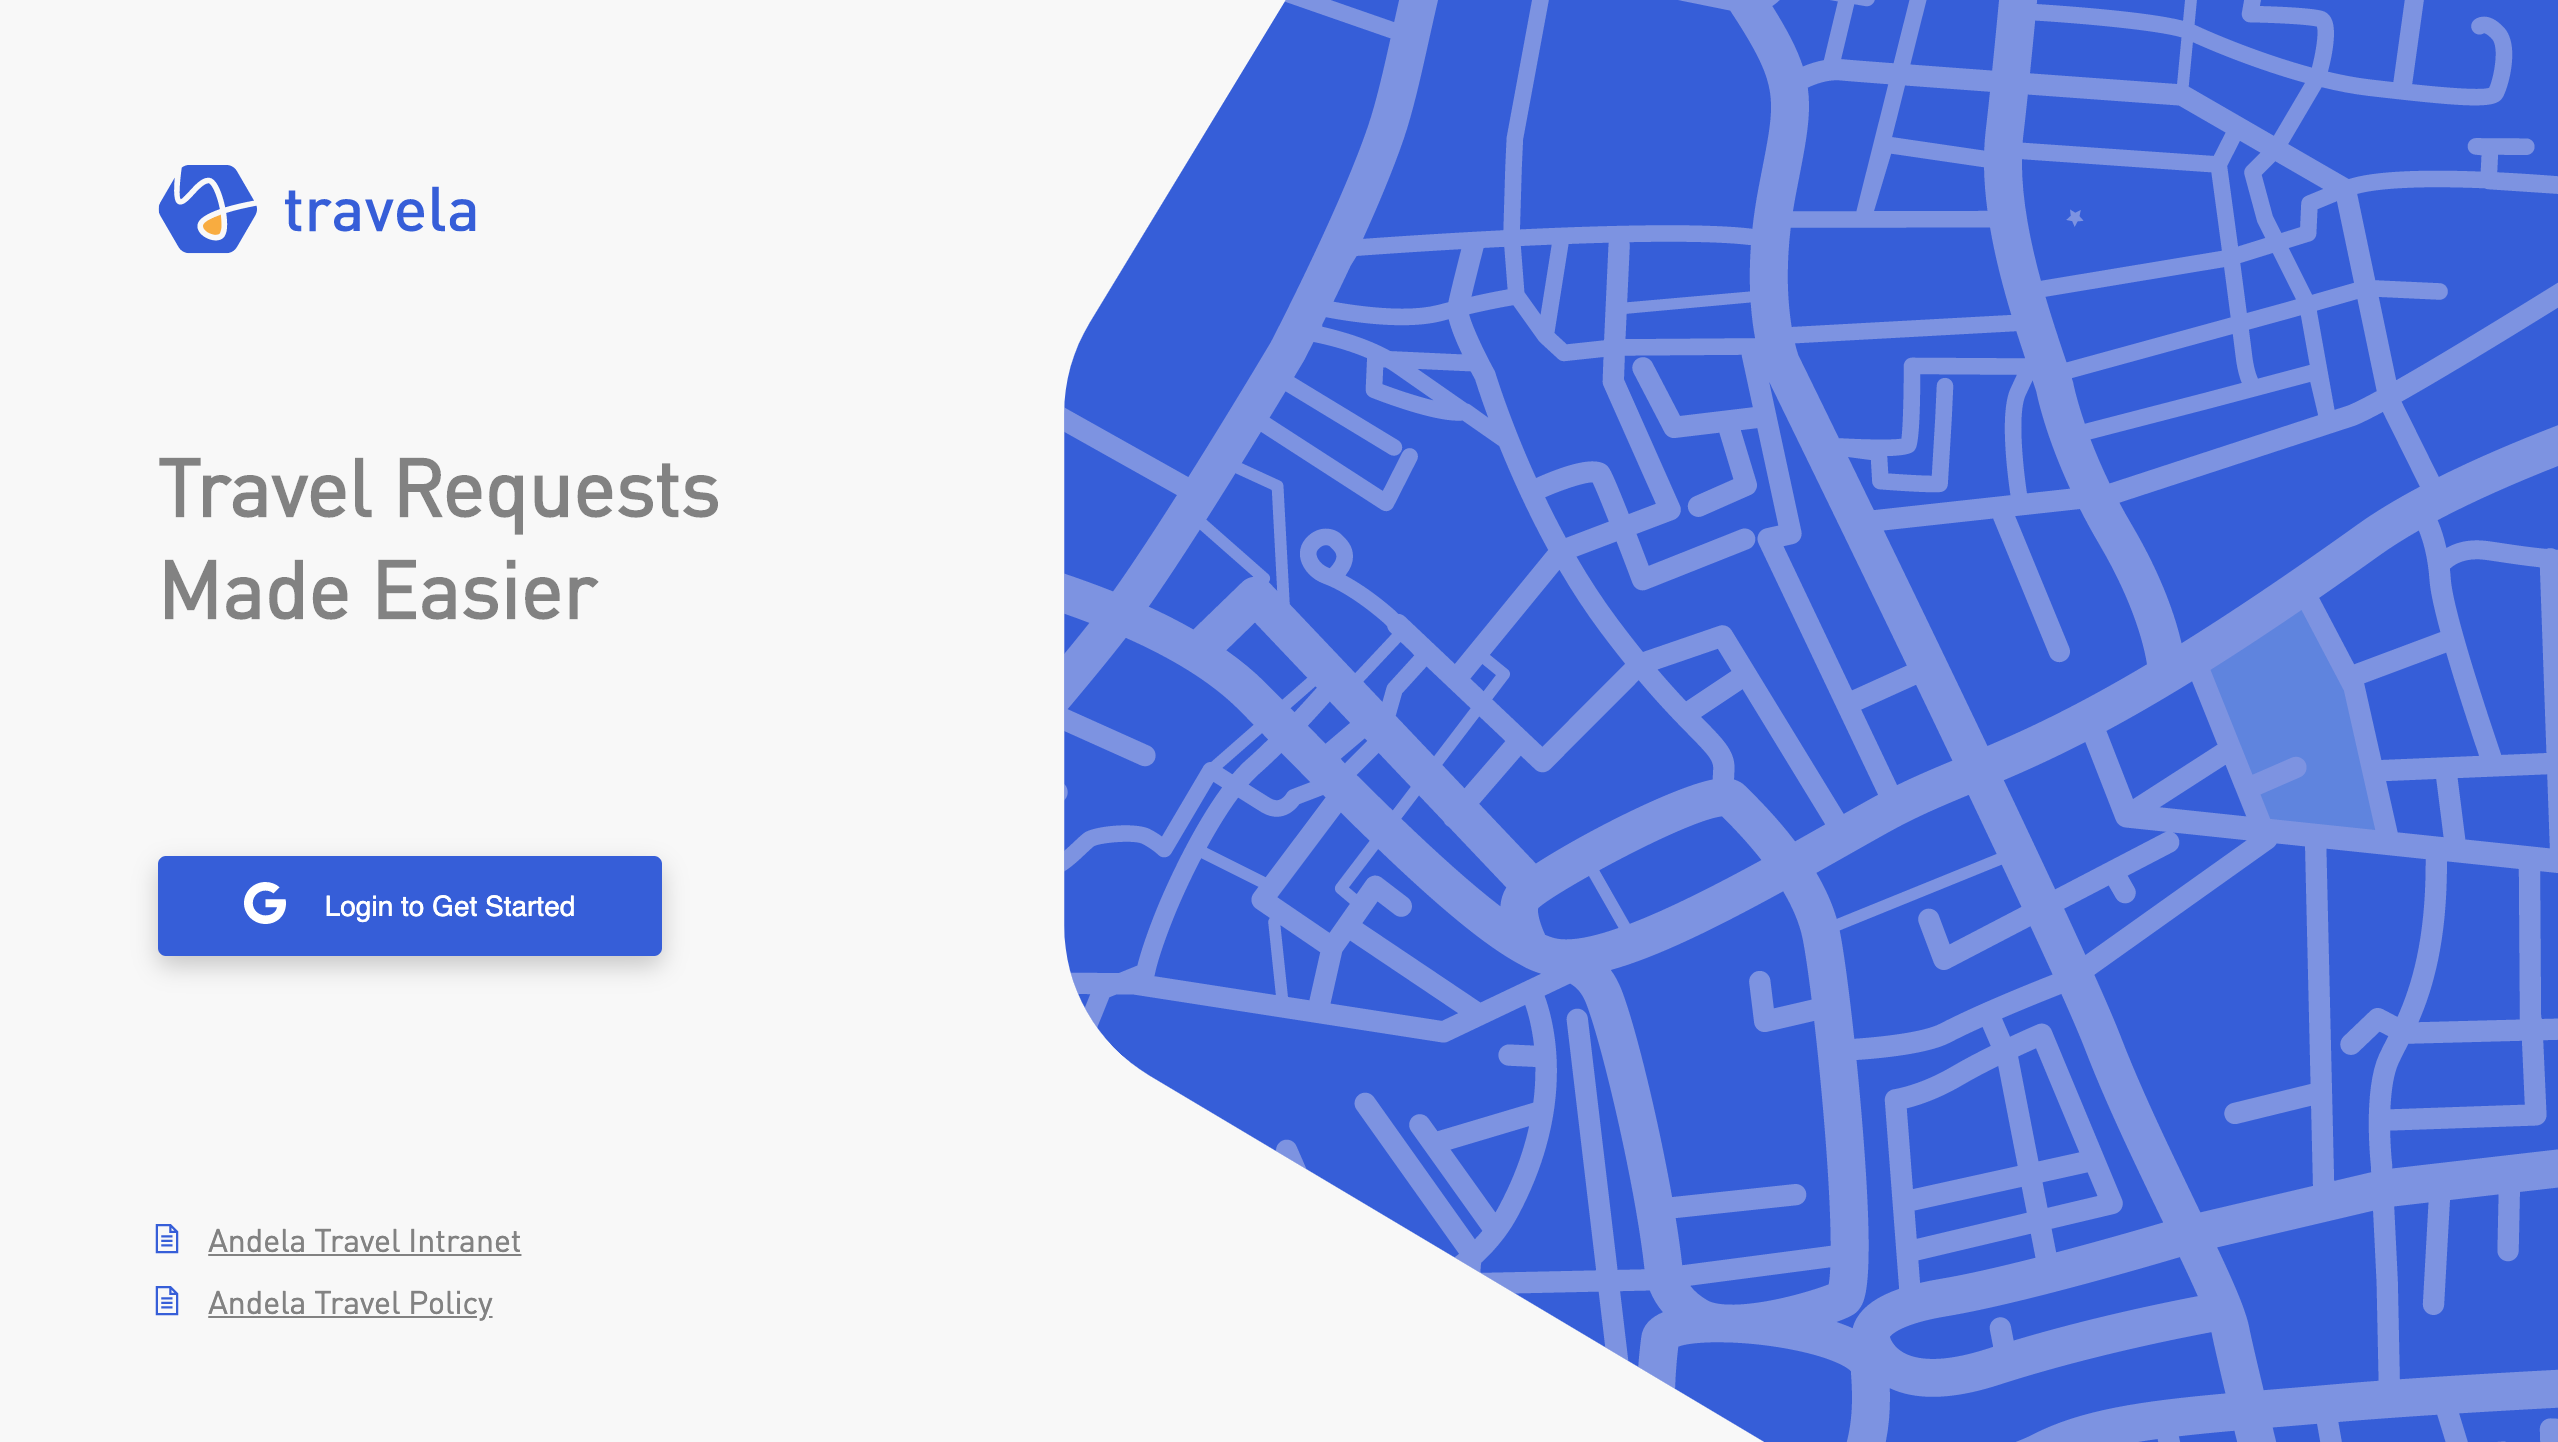 travela
Travel Requests
Made Easier
Login to Get Started
Andela Travel Intranet
Andela Travel Policy